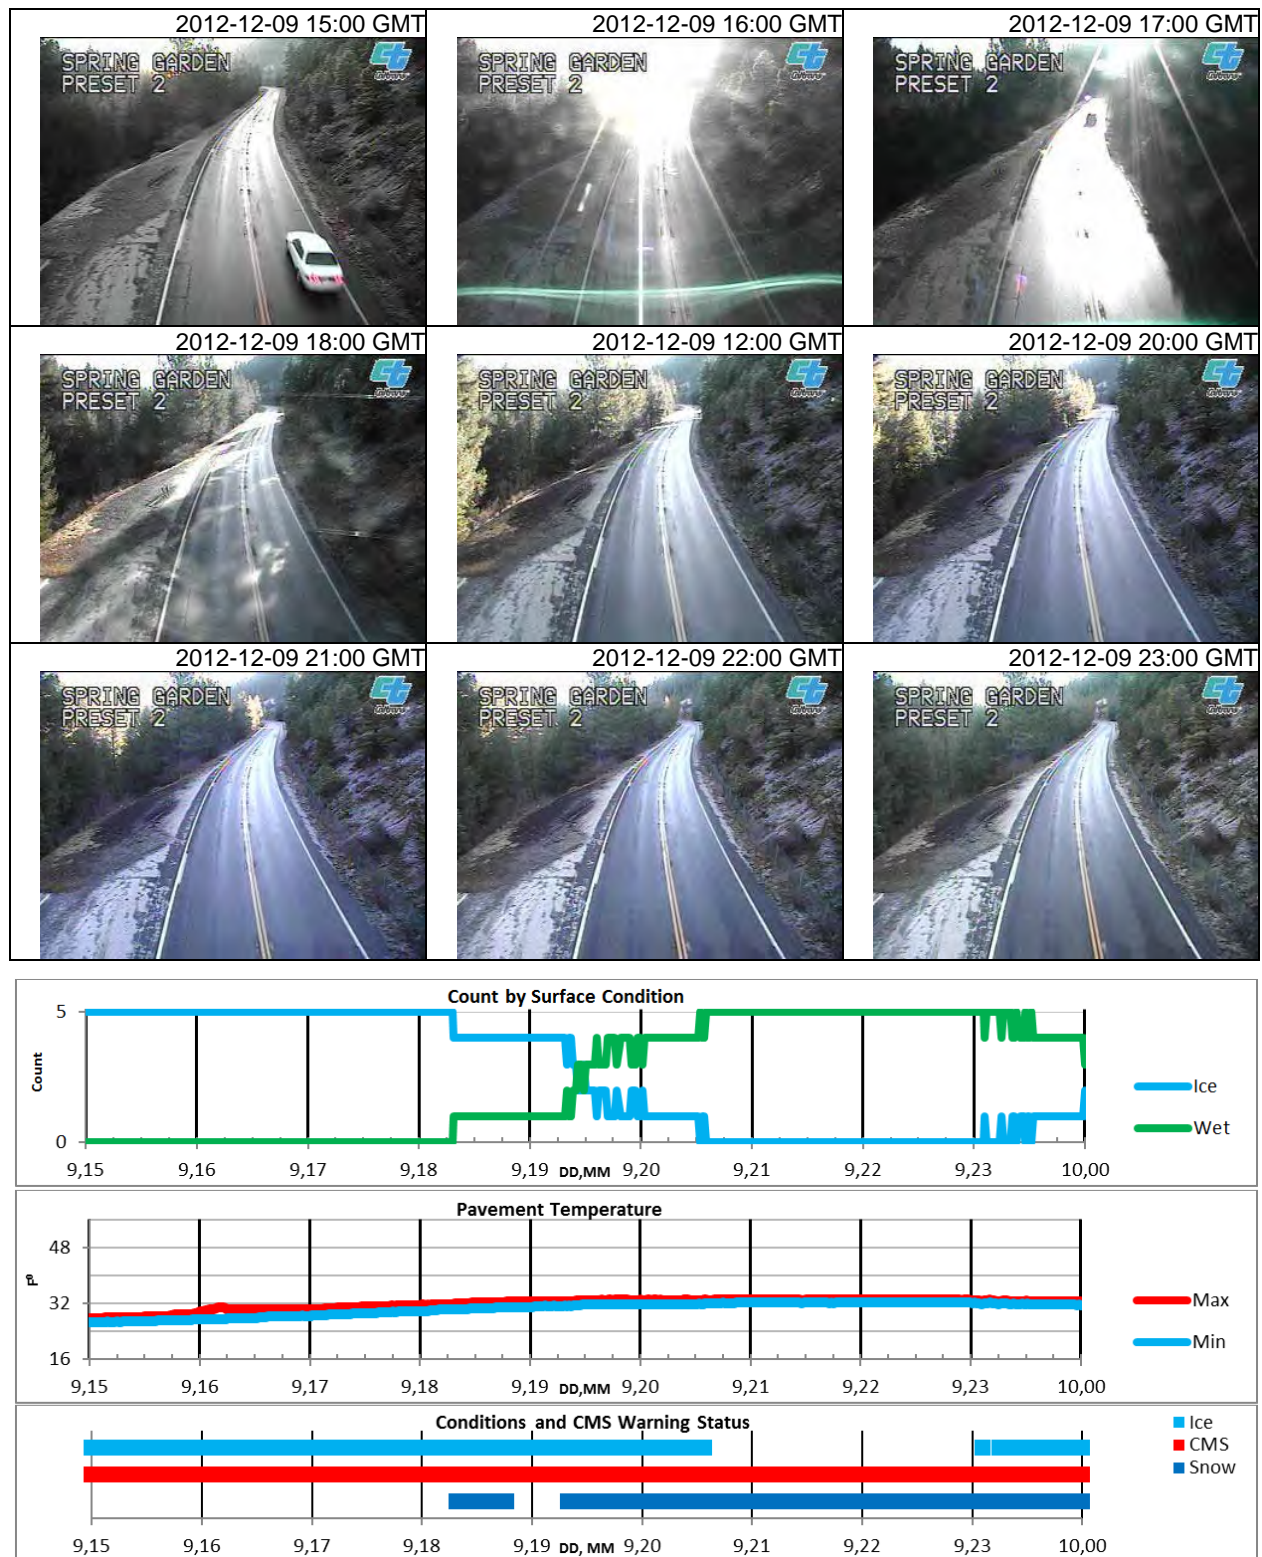 2012-12-09 15:00 GMT
2012-12-09 16:00 GMT
2012-12-09 17:00 GMT
SPRING GARDEN
PRESET 2
Ct
SPRING GARDEN
PRESET 2
Ct
SPRING GARDEN
PRESET 2
Ct
2012-12-09 18:00 GMT
2012-12-09 12:00 GMT
2012-12-09 20:00 GMT
SPRING GARDEN
PRESET 2
Ct
SPRING GARDEN
PRESET 2
Ct
SPRING GARDEN
PRESET 2
Ct
2012-12-09 21:00 GMT
2012-12-09 22:00 GMT
2012-12-09 23:00 GMT
SPRING GARDEN
PRESET 2
Ct
SPRING GARDEN
PRESET 2
Ct
SPRING GARDEN
PRESET 2
Ct
Count by Surface Condition
5
Count
0
Ice
Wet
9,15 9,16 9,17 9,18 9,19 DD,MM 9,20 9,21 9,22 9,23 10,00
Pavement Temperature
48
F°
32
16
Max
Min
9,15 9,16 9,17 9,18 9,19 DD,MM 9,20 9,21 9,22 9,23 10,00
Conditions and CMS Warning Status
Ice
CMS
Snow
9,15 9,16 9,17 9,18 9,19 DD, MM 9,20 9,21 9,22 9,23 10,00